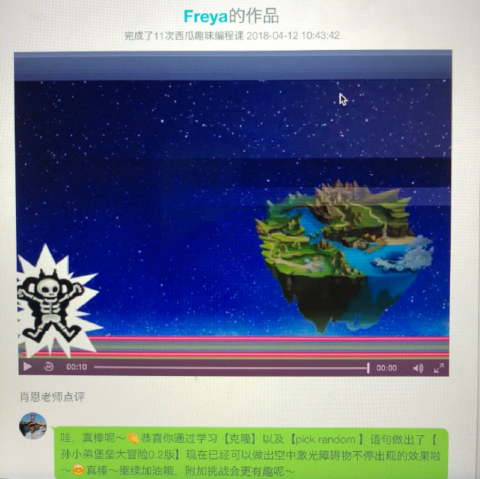 Freya的作品
完成了11次西瓜趣味编程课 2018-04-12 10:43:42
00:10
00:00
肖恩老师点评
哇，真棒呢～👏恭喜你通过学习【克隆】以及【pick random 】语句做出了【
孙小弟堡垒大冒险0.2版】现在已经可以做出空中激光障碍物不停出现的效果啦
～😊真棒～继续加油哦，附加挑战会更有趣呢～